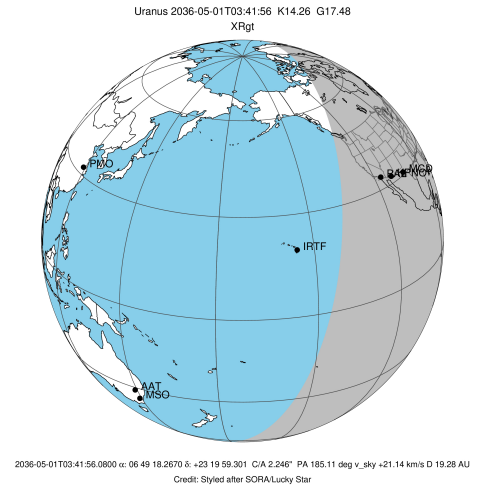 Uranus 2036-05-01T03:41:56 K14.26 G17.48
XRgt
PMO
MCD
IRTF
AAT
MSO
2036-05-01T03:41:56.0800 α: 06 49 18.2670 δ: +23 19 59.301 C/A 2.246" PA 185.11 deg v_sky +21.14 km/s D 19.28 AU
Credit: Styled after SORA/Lucky Star